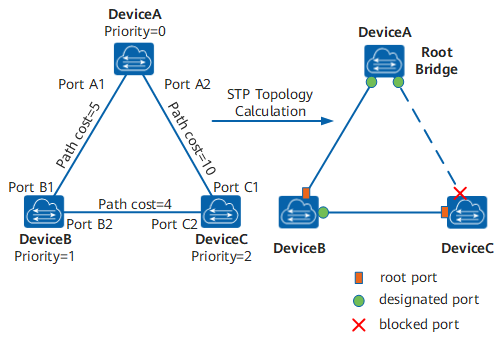 DeviceA
Priority=0
Port A1
Port A2
Path cost=5
Path cost=10
Port B1
Port C1
Path cost=4
DeviceB
Port B2
Port C2
DeviceC
Priority=1
Priority=2
STP Topology
Calculation
DeviceA
Root
Bridge
DeviceB
DeviceC
root port
designated port
blocked port